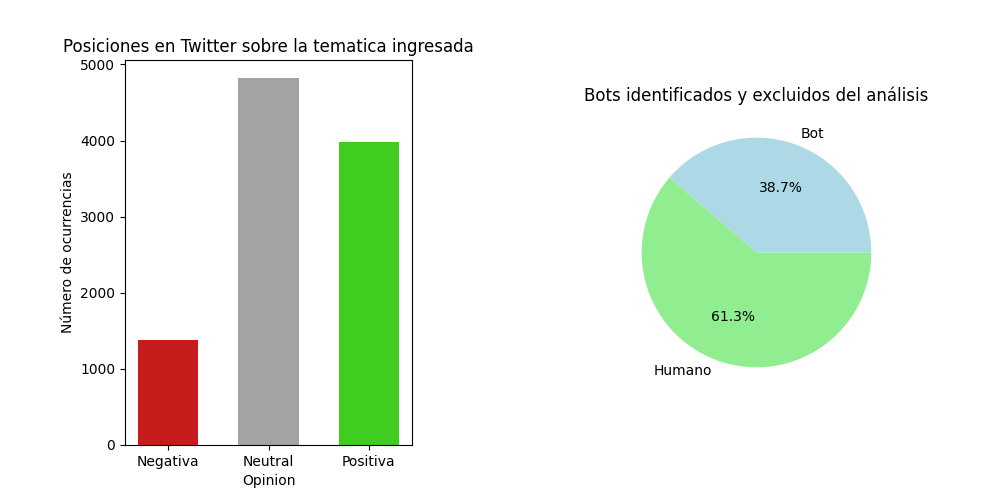 Posiciones en Twitter sobre la tematica ingresada
5000
4000
3000
2000
1000
0
Número de ocurrencias
Negativa
Neutral
Positiva
Opinion
Bots identificados y excluidos del análisis
Bot
38.7%
61.3%
Humano